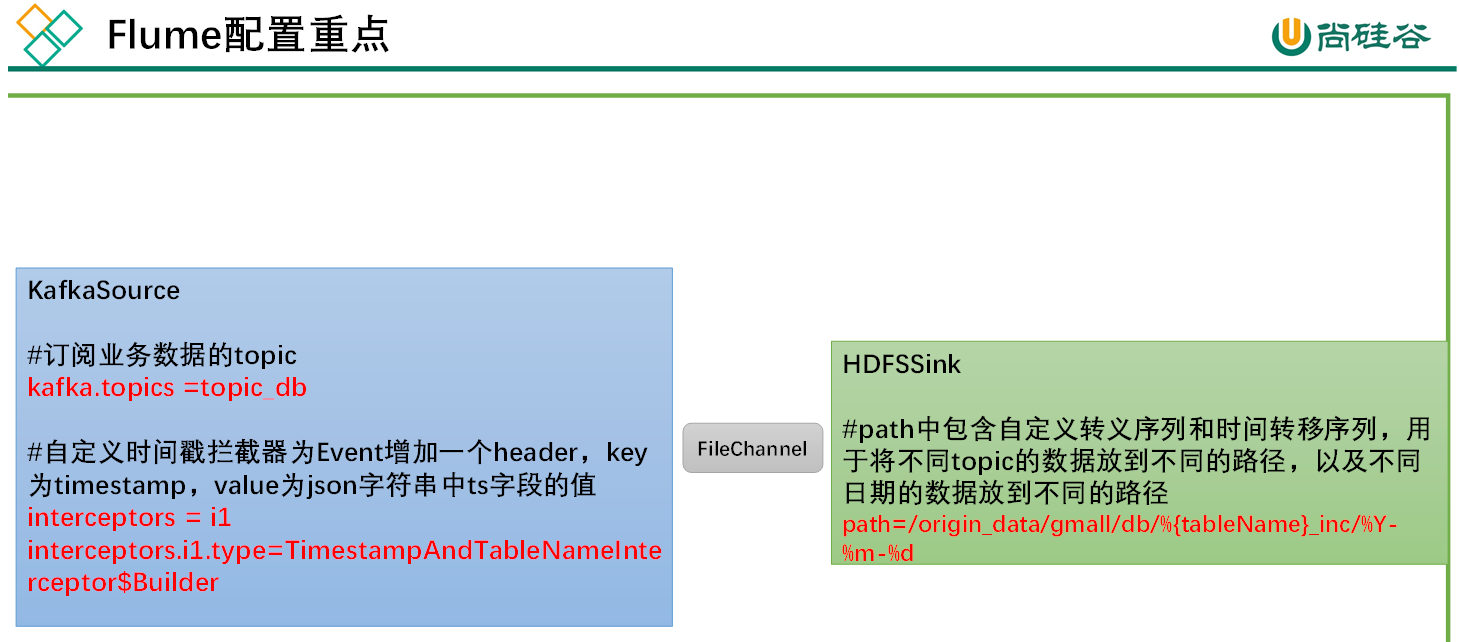 Flume配置重点
尚硅谷
KafkaSource
#订阅业务数据的topic
kafka.topics =topic_db
#自定义时间戳拦截器为Event增加一个header，key
为timestamp，value为json字符串中ts字段的值
interceptors = i1
interceptors.i1.type=TimestampAndTableNameInte
rceptor$Builder
FileChannel
HDFSSink
#path中包含自定义转义序列和时间转移序列，用
于将不同topic的数据放到不同的路径，以及不同
日期的数据放到不同的路径
path=/origin_data/gmall/db/%{tableName}_inc/%Y-
%m-%d